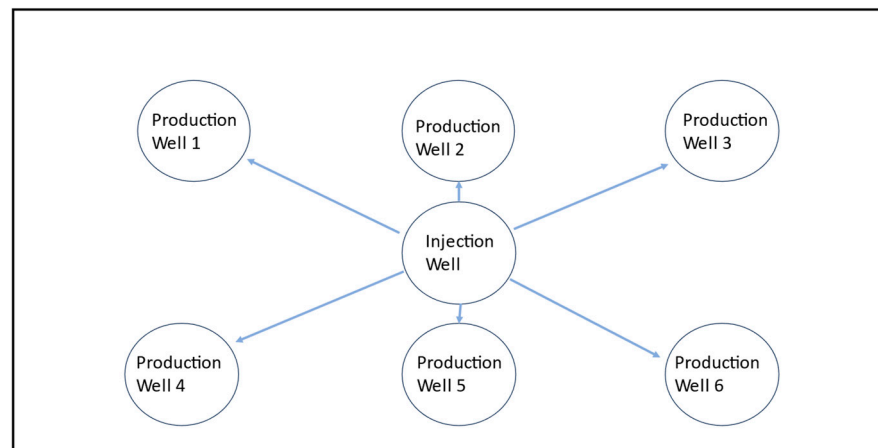 Production
Well 1
Production
Well 2
Production
Well 3
Injection
Well
Production
Well 4
Production
Well 5
Production
Well 6